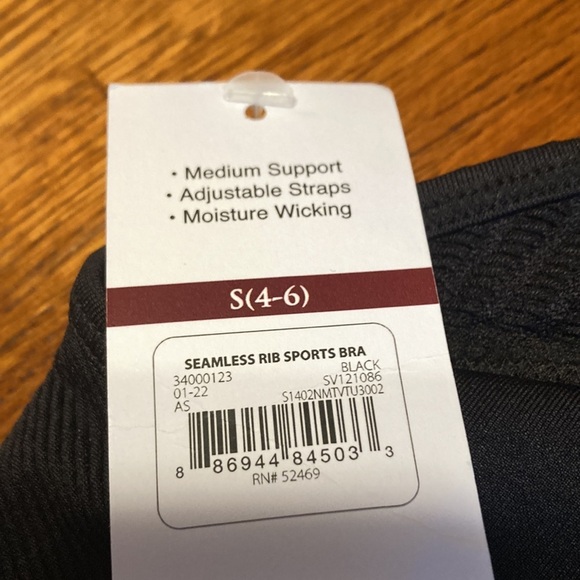 • Medium Support
• Adjustable Straps
• Moisture Wicking
S(4-6)
SEAMLESS RIB SPORTS BRA
34000123 BLACK
01-22 SV121086
AS S1402NMTVTU3002
8 86944 84503 3
RN# 52469